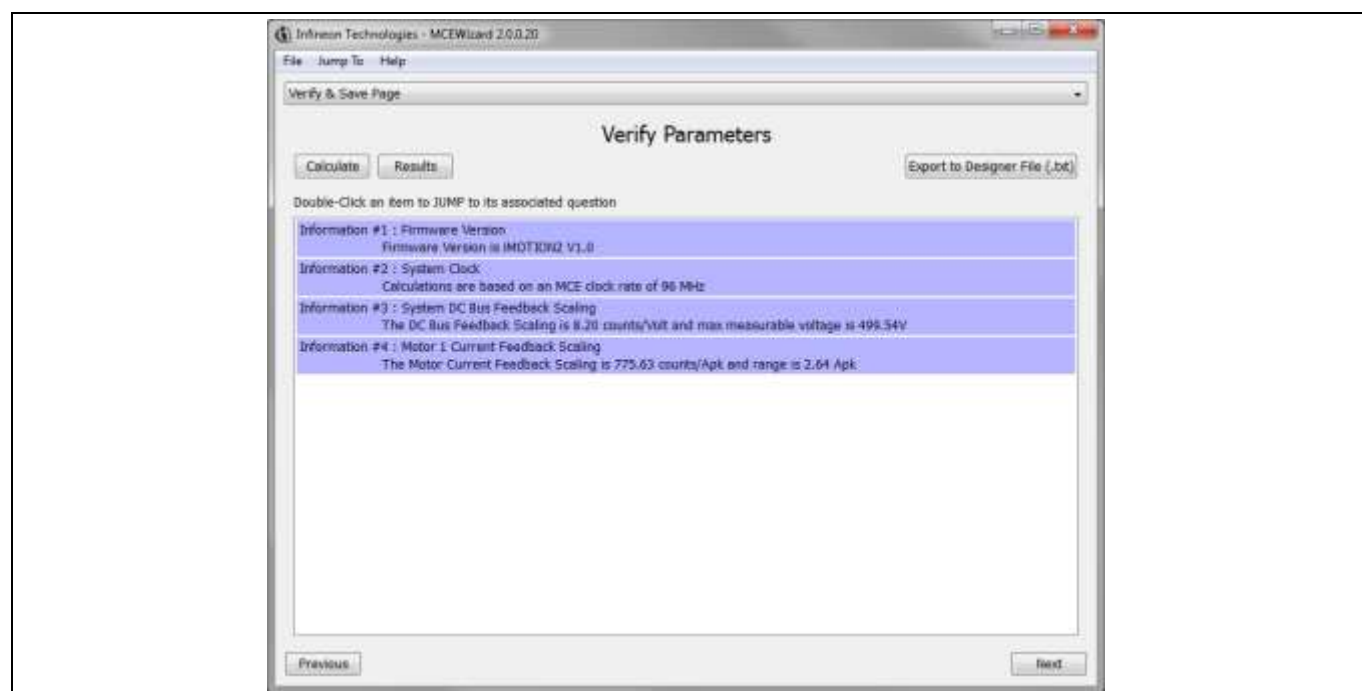 Infineon Technologies - MCEWizard 2.0.0.20
File Jump To Help
Verify & Save Page
Verify Parameters
Calculate Results Export to Designer File (.txt)
Double-Click an item to JUMP to its associated question
Information #1 : Firmware Version
Firmware Version is IMOTION2 V1.0
Information #2 : System Clock
Calculations are based on an MCE clock rate of 96 MHz
Information #3 : System DC Bus Feedback Scaling
The DC Bus Feedback Scaling is 8.20 counts/Volt and max measurable voltage is 499.54V
Information #4 : Motor 1 Current Feedback Scaling
The Motor Current Feedback Scaling is 775.63 counts/Apk and range is 2.64 Apk
Previous Next